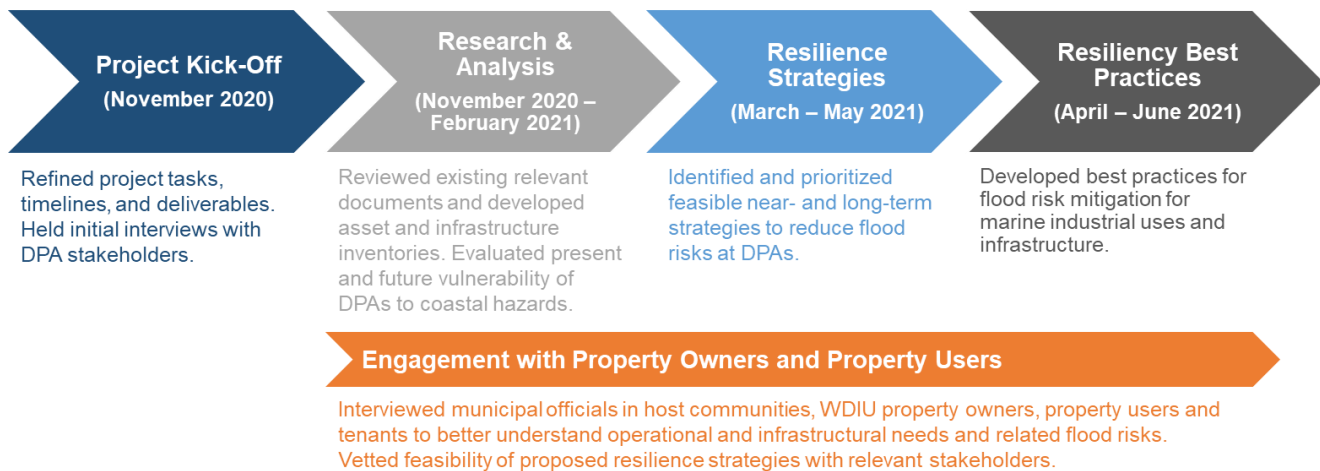 Project Kick-Off
(November 2020)
Refined project tasks,
timelines, and deliverables.
Held initial interviews with
DPA stakeholders.
Research &
Analysis
(November 2020 –
February 2021)
Reviewed existing relevant
documents and developed
asset and infrastructure
inventories. Evaluated present
and future vulnerability of
DPAs to coastal hazards.
Resilience
Strategies
(March – May 2021)
Identified and prioritized
feasible near- and long-term
strategies to reduce flood
risks at DPAs.
Resiliency Best
Practices
(April – June 2021)
Developed best practices for
flood risk mitigation for
marine industrial uses and
infrastructure.
Engagement with Property Owners and Property Users
Interviewed municipal officials in host communities, WDIU property owners, property users and
tenants to better understand operational and infrastructural needs and related flood risks.
Vetted feasibility of proposed resilience strategies with relevant stakeholders.